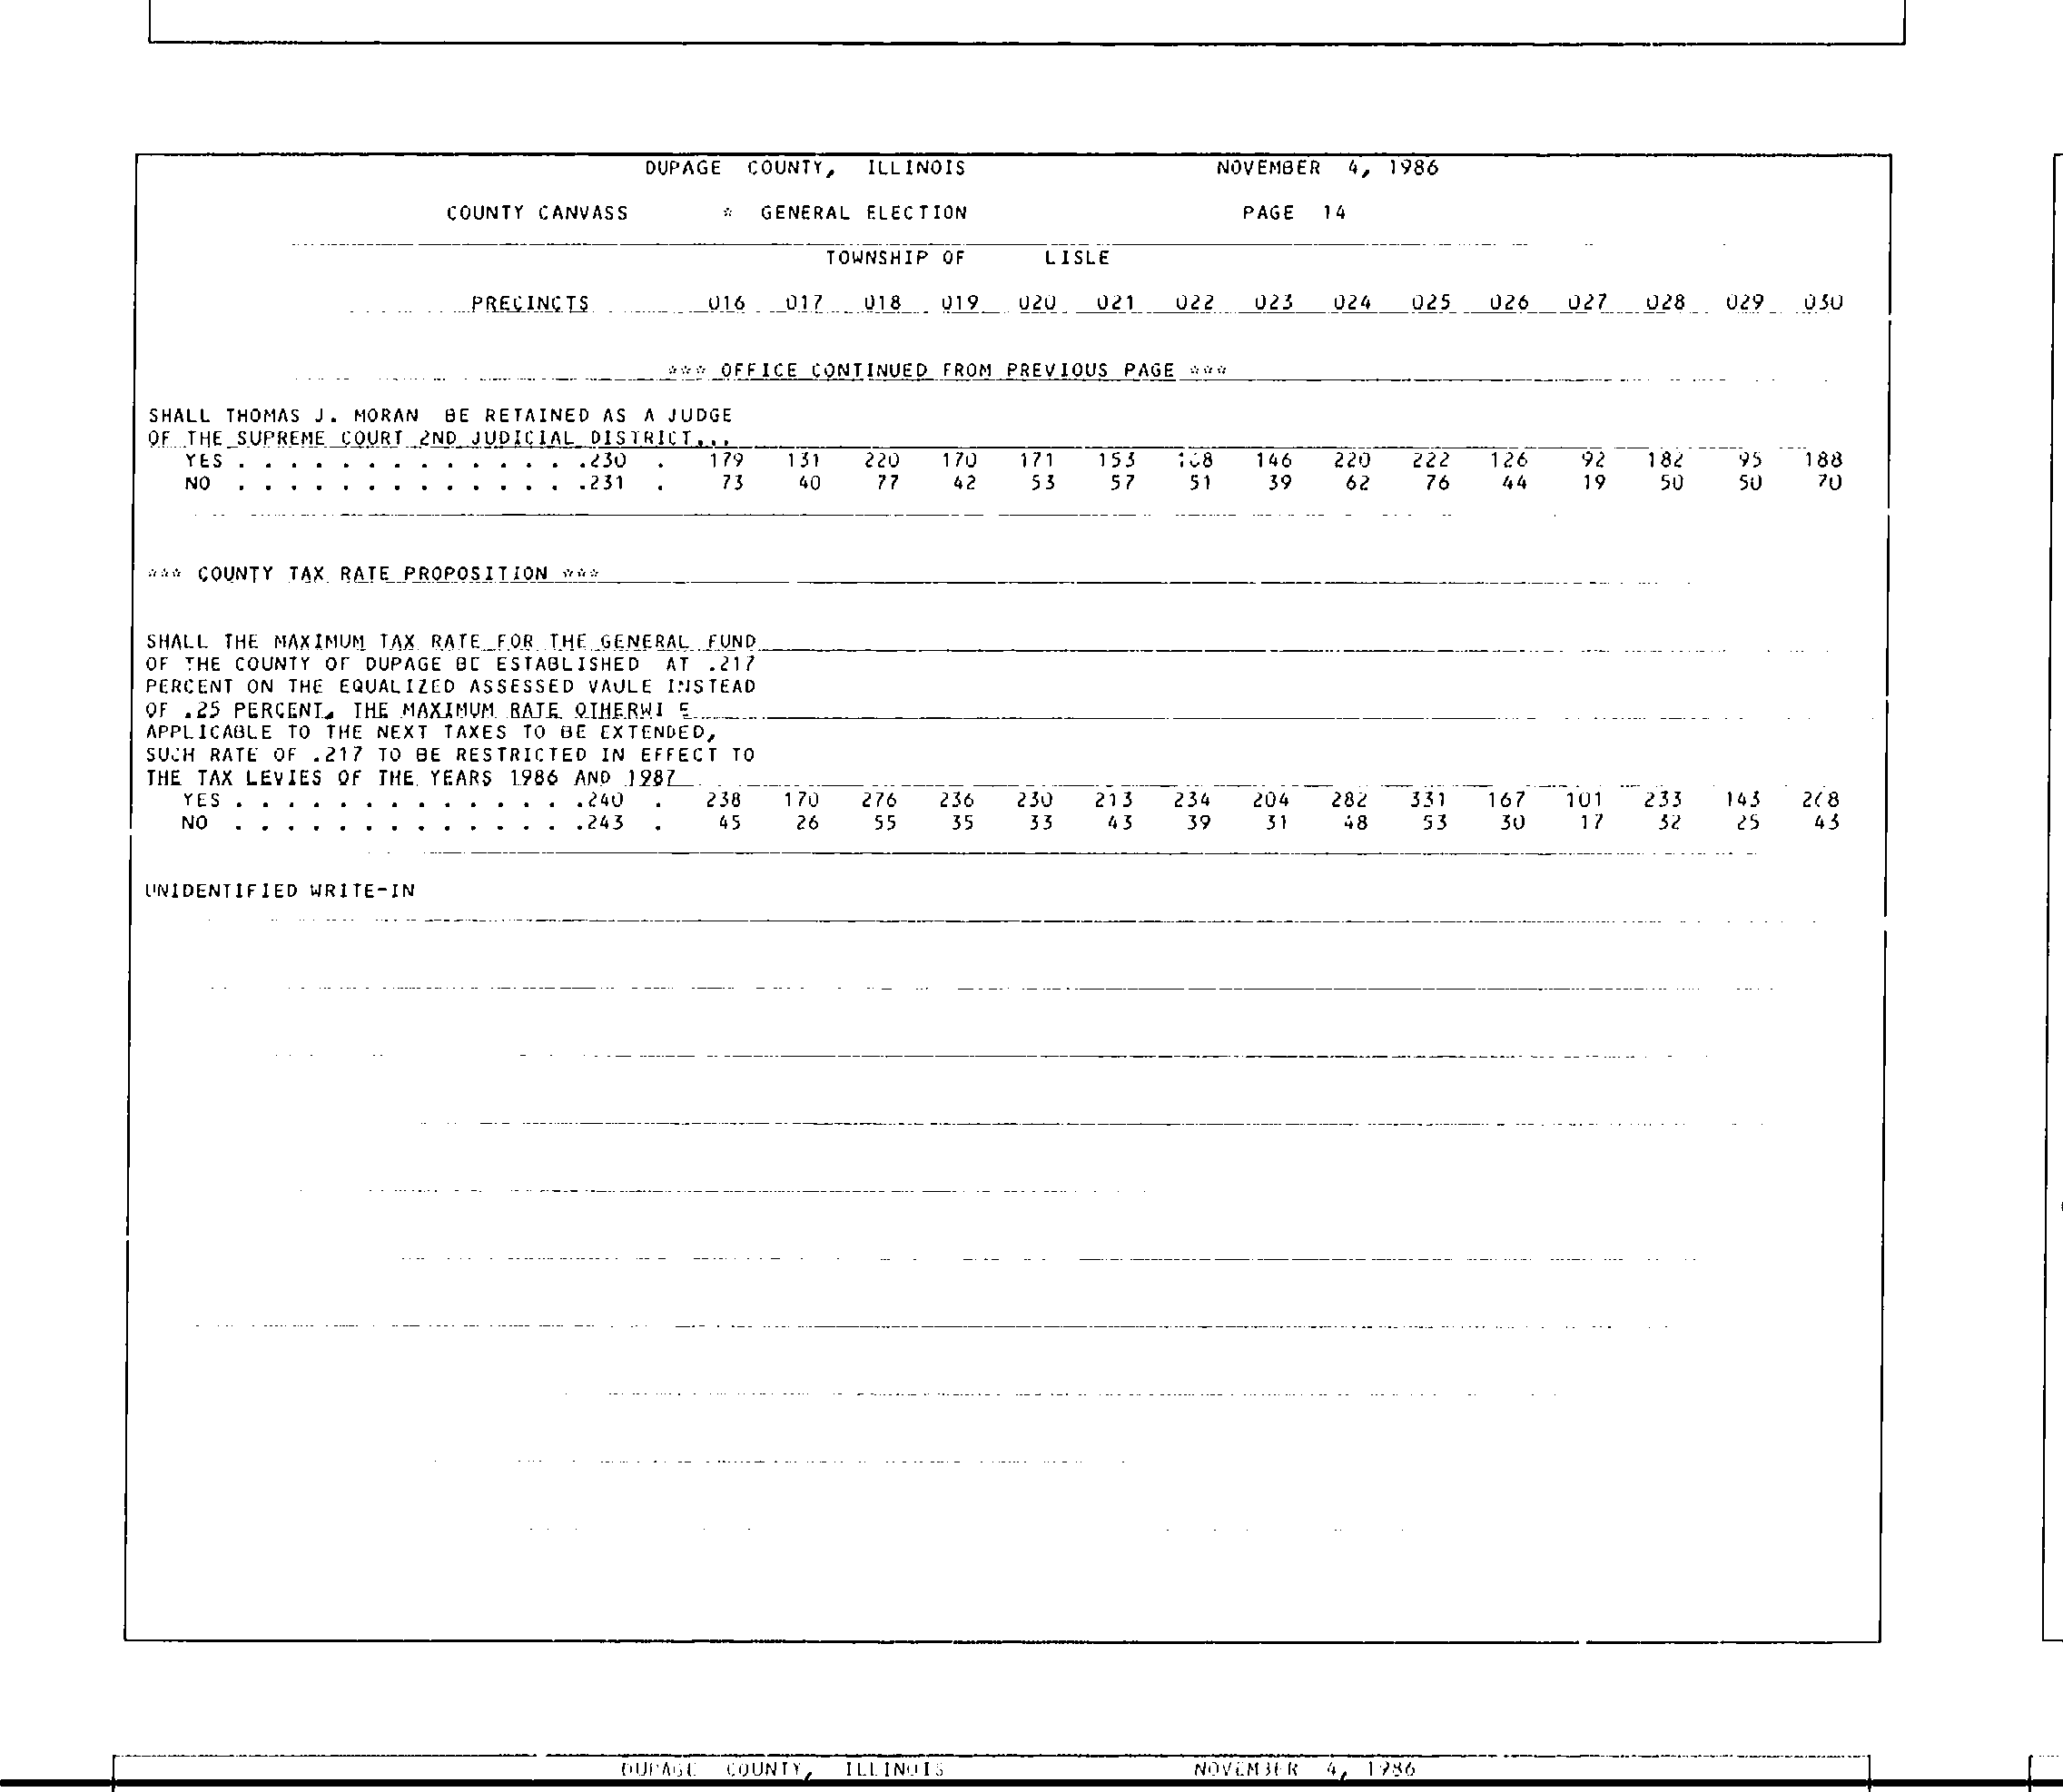 DUPAGE COUNTY, ILLINOIS NOVEMBER 4, 1986
COUNTY CANVASS * GENERAL ELECTION PAGE 14
TOWNSHIP OF LISLE
PRECINCTS 016 017 018 019 020 021 022 023 024 025 026 027 028 029 030
*** OFFICE CONTINUED FROM PREVIOUS PAGE ***
SHALL THOMAS J. MORAN BE RETAINED AS A JUDGE
OF THE SUPREME COURT 2ND JUDICIAL DISTRICT...
YES . . . . . . . . . . . . . .230 . 179 131 220 170 171 153 146 220 222 126 92 182 95 188
NO . . . . . . . . . . . . . .231 . 73 40 77 42 53 57 51 39 62 76 44 19 50 50 70
*** COUNTY TAX RATE PROPOSITION ***
SHALL THE MAXIMUM TAX RATE FOR THE GENERAL FUND
OF THE COUNTY OF DUPAGE BE ESTABLISHED AT .217
PERCENT ON THE EQUALIZED ASSESSED VAULE INSTEAD
OF .25 PERCENT, THE MAXIMUM RATE OTHERWI E
APPLICABLE TO THE NEXT TAXES TO BE EXTENDED,
SUCH RATE OF .217 TO BE RESTRICTED IN EFFECT TO
THE TAX LEVIES OF THE YEARS 1986 AND 1987
YES . . . . . . . . . . . . . .240 . 238 170 276 236 230 213 234 204 282 331 167 101 233 143
NO . . . . . . . . . . . . . .243 . 45 26 55 35 33 43 39 31 48 53 30 17 32 25 43
UNIDENTIFIED WRITE-IN
DUPAGE COUNTY, ILLINOIS NOVEMBER 4, 1986